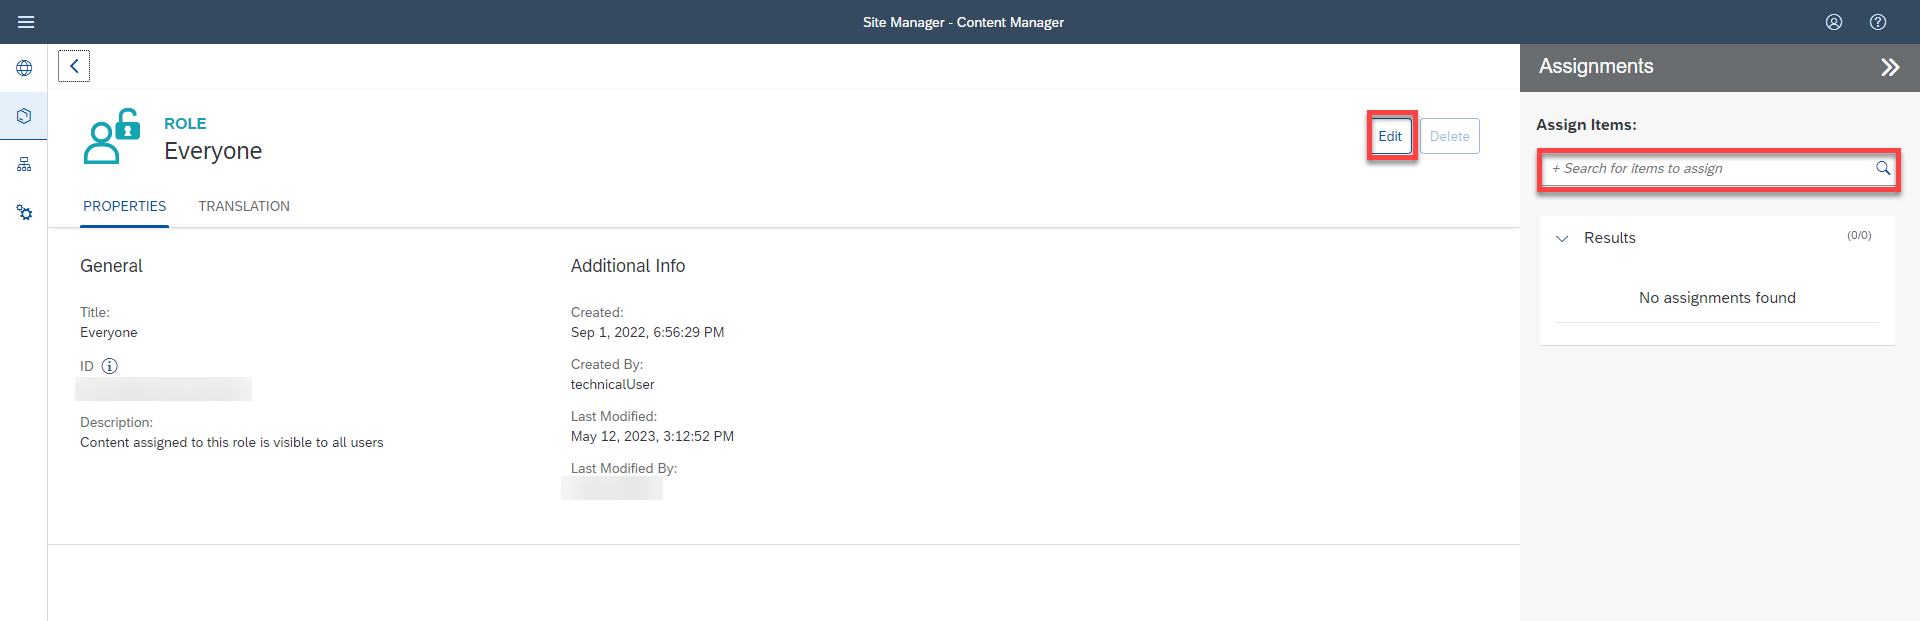 Site Manager - Content Manager
ROLE
Everyone
Edit
Delete
PROPERTIES
TRANSLATION
General
Title:
Everyone
ID
Description:
Content assigned to this role is visible to all users
Additional Info
Created:
Sep 1, 2022, 6:56:29 PM
Created By:
technicalUser
Last Modified:
May 12, 2023, 3:12:52 PM
Last Modified By:
Assignments
Assign Items:
+ Search for items to assign
Results
(0/0)
No assignments found